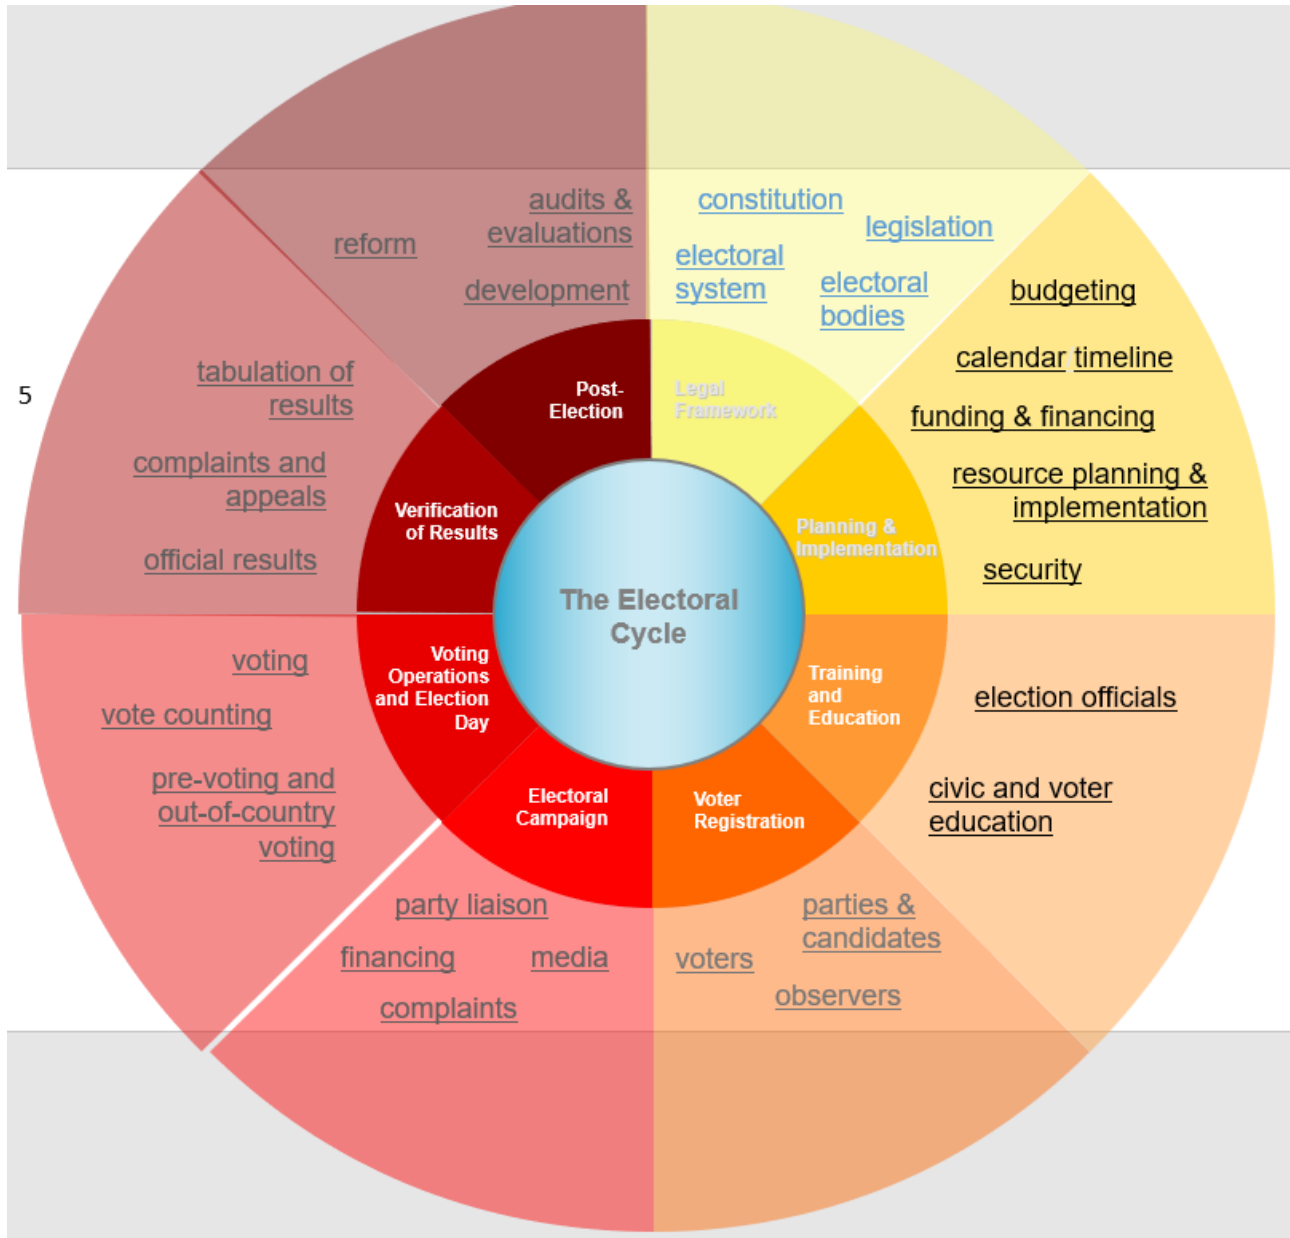 constitution
legislation
electoral
system
electoral
bodies
Legal
Framework
budgeting
calendar timeline
funding & financing
resource planning &
implementation
security
Planning &
Implementation
election officials
civic and voter
education
Training
and
Education
parties &
candidates
voters
observers
Voter
Registration
party liaison
financing
media
complaints
Electoral
Campaign
voting
vote counting
pre-voting and
out-of-country
voting
Voting
Operations
and Election
Day
tabulation of
results
complaints and
appeals
official results
Verification
of Results
audits &
evaluations
reform
development
Post-
Election
The Electoral
Cycle
5